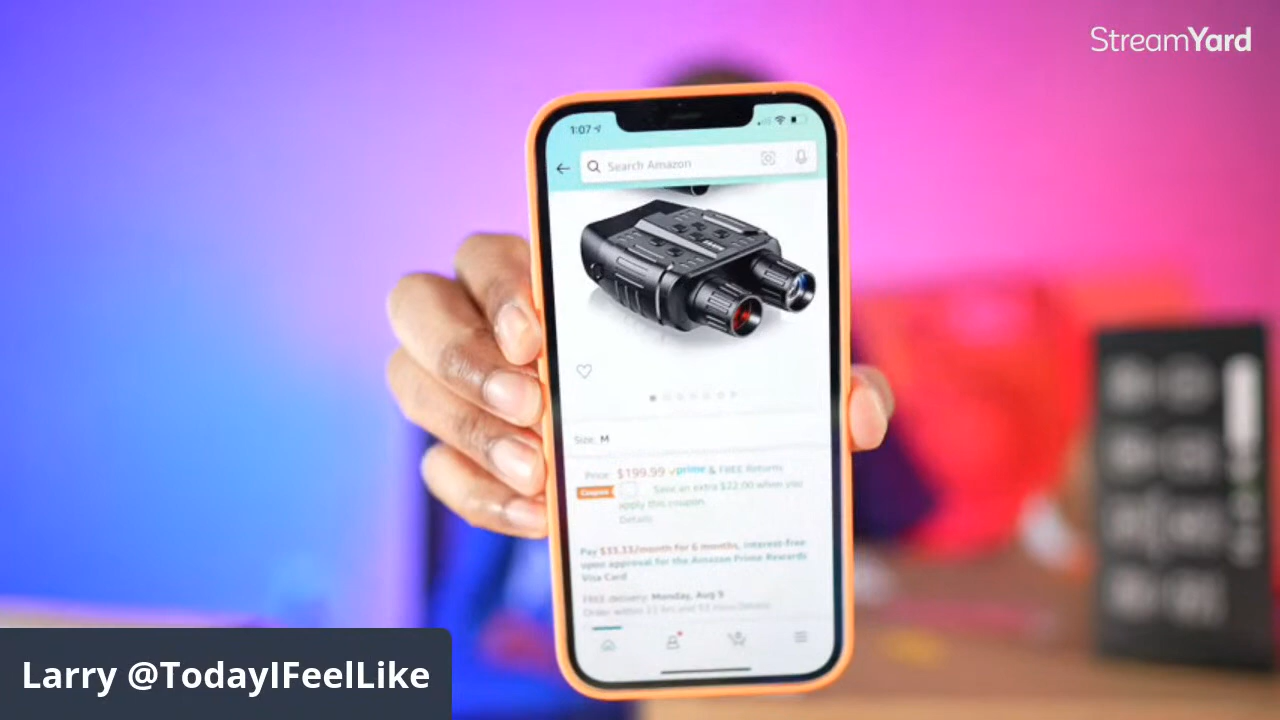 StreamYard
1:07
Search Amazon
Size: M
Price: $199.99 prime & FREE Returns
Coupon Save an extra $22.00 when you
apply this coupon.
Details
Pay $33.33/month for 6 months, interest-free
upon approval for the Amazon Prime Rewards
Visa Card
FREE delivery: Monday, Aug 9
Order within
Larry @TodayIFeelLike